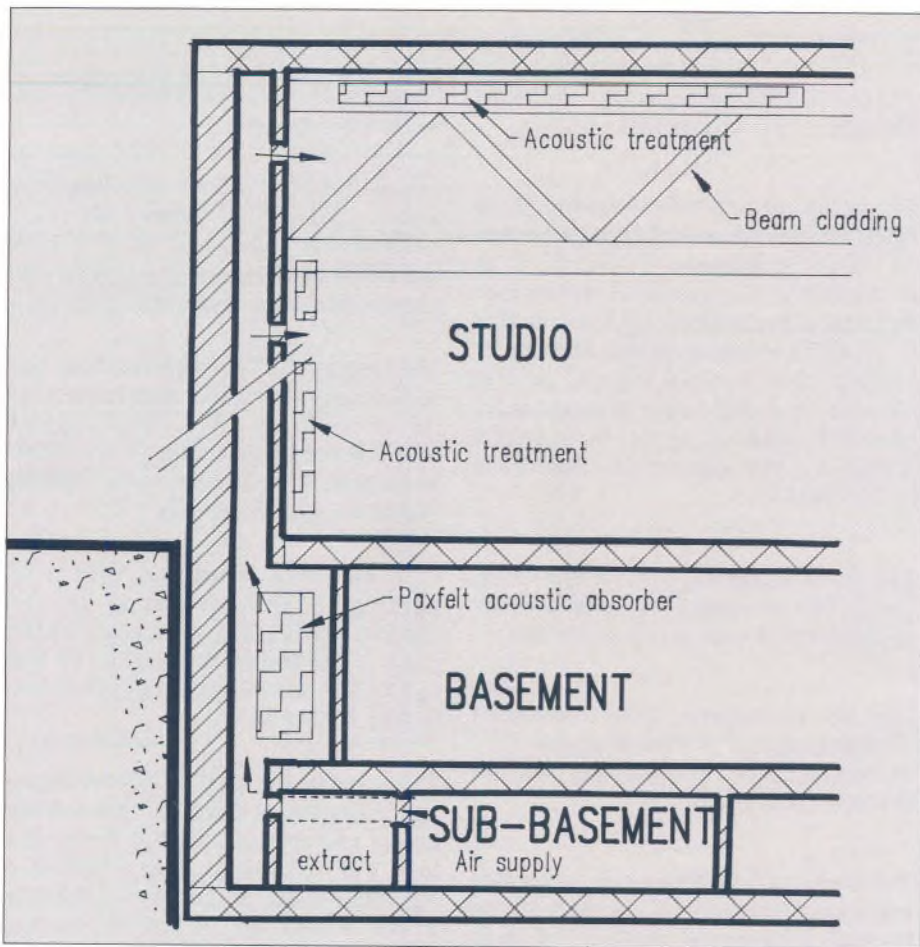 Acoustic treatment
Beam cladding
STUDIO
Acoustic treatment
Paxfelt acoustic absorber
BASEMENT
SUB-BASEMENT
extract
Air supply